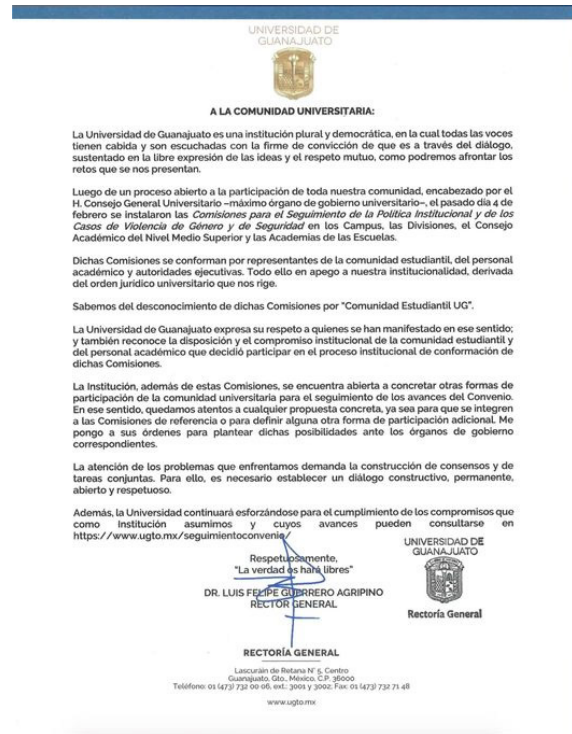 UNIVERSIDAD DE
GUANAJUATO
A LA COMUNIDAD UNIVERSITARIA:
La Universidad de Guanajuato es una institución plural y democrática, en la cual todas las voces
tienen cabida y son escuchadas con la firme de convicción de que es a través del diálogo,
sustentado en la libre expresión de las ideas y el respeto mutuo, como podremos afrontar los
retos que se nos presentan.
Luego de un proceso abierto a la participación de toda nuestra comunidad, encabezado por el
H. Consejo General Universitario –máximo órgano de gobierno universitario–, el pasado día 4 de
febrero se instalaron las Comisiones para el Seguimiento de la Política Institucional y de los
Casos de Violencia de Género y de Seguridad en los Campus, las Divisiones, el Consejo
Académico del Nivel Medio Superior y las Academias de las Escuelas.
Dichas Comisiones se conforman por representantes de la comunidad estudiantil, del personal
académico y autoridades ejecutivas. Todo ello en apego a nuestra institucionalidad, derivada
del orden jurídico universitario que nos rige.
Sabemos del desconocimiento de dichas Comisiones por “Comunidad Estudiantil UG”.
La Universidad de Guanajuato expresa su respeto a quienes se han manifestado en ese sentido;
y también reconoce la disposición y el compromiso institucional de la comunidad estudiantil y
del personal académico que decidió participar en el proceso institucional de conformación de
dichas Comisiones.
La Institución, además de estas Comisiones, se encuentra abierta a concretar otras formas de
participación de la comunidad universitaria para el seguimiento de los avances del Convenio.
En ese sentido, quedamos atentos a cualquier propuesta concreta, ya sea para que se integren
a las Comisiones de referencia o para definir alguna otra forma de participación adicional. Me
pongo a sus órdenes para plantear dichas posibilidades ante los órganos de gobierno
correspondientes.
La atención de los problemas que enfrentamos demanda la construcción de consensos y de
tareas conjuntas. Para ello, es necesario establecer un diálogo constructivo, permanente,
abierto y respetuoso.
Además, la Universidad continuará esforzándose para el cumplimiento de los compromisos que
como Institución asumimos y cuyos avances pueden consultarse en
https://www.ugto.mx/seguimientoconvenio/
Respetuosamente,
“La verdad os hará libres”
DR. LUIS FELIPE GUERRERO AGRIPINO
RECTOR GENERAL
UNIVERSIDAD DE
GUANAJUATO
Rectoría General
RECTORÍA GENERAL
Lascuráin de Retana N° 5, Centro
Guanajuato, Gto., México, C.P. 36000
Teléfono: 01 (473) 732 00 06, ext.: 3001 y 3002; Fax: 01 (473) 732 71 48
www.ugto.mx